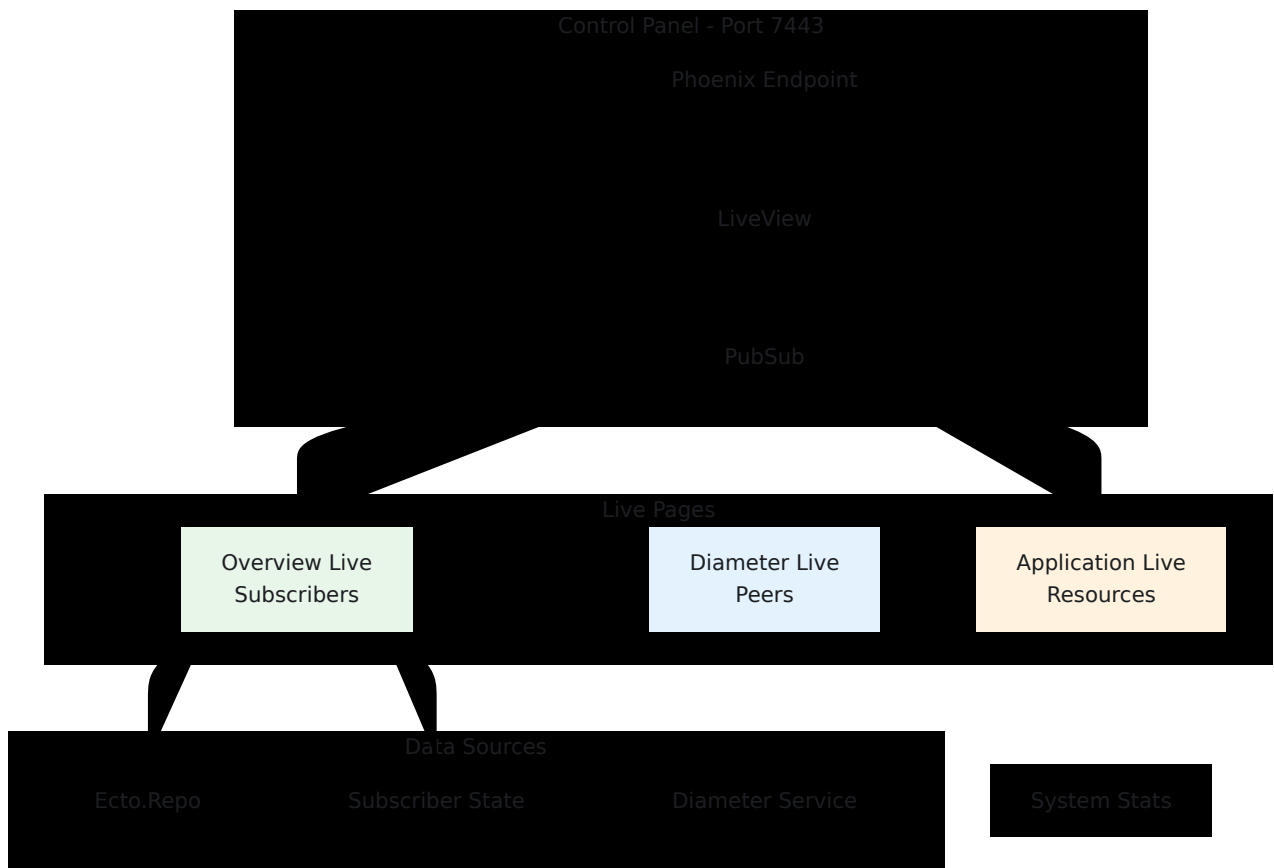 Control Panel - Port 7443
Phoenix Endpoint
LiveView
PubSub
Live Pages
Overview Live
Subscribers
Diameter Live
Peers
Application Live
Resources
Data Sources
Ecto.Repo
Subscriber State
Diameter Service
System Stats